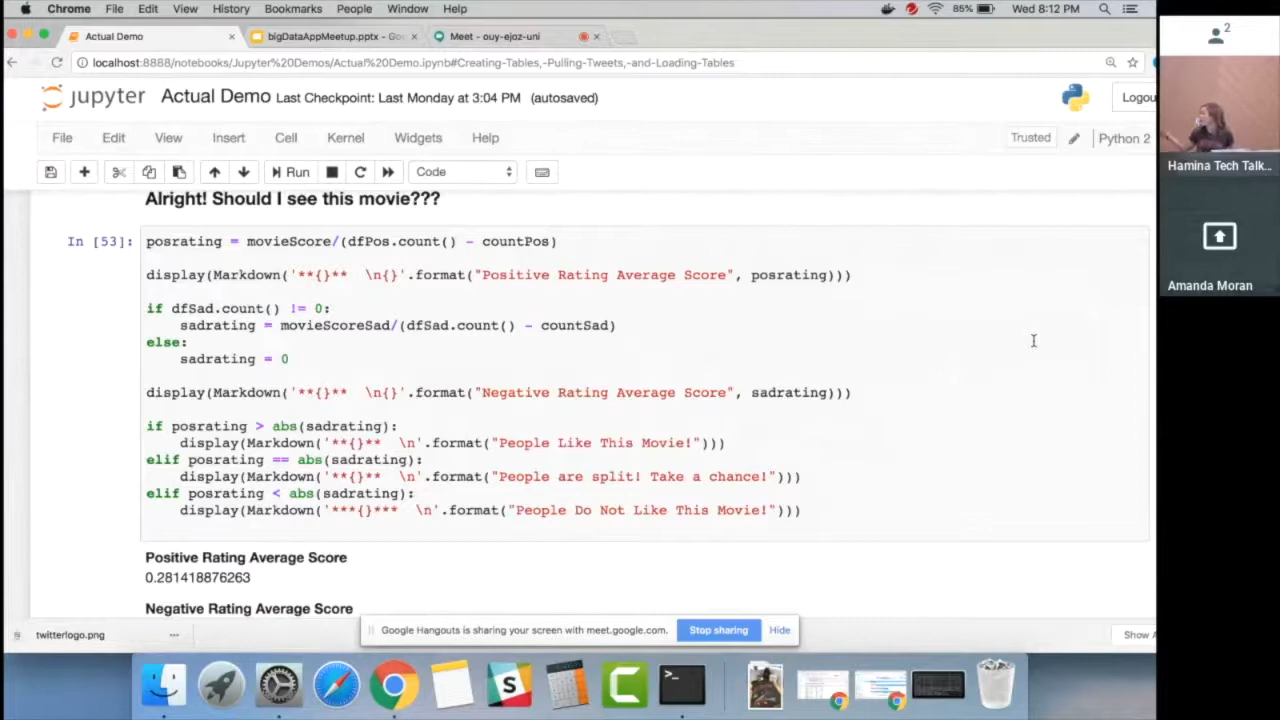 Chrome File Edit View History Bookmarks People Window Help 85% Wed 8:12 PM
Actual Demo bigDataAppMeetup.pptx - Go Meet - ouy-ejoz-uni
localhost:8888/notebooks/Jupyter%20Demos/Actual%20Demo.ipynb#Creating-Tables,-Pulling-Tweets,-and-Loading-Tables
jupyter Actual Demo Last Checkpoint: Last Monday at 3:04 PM (autosaved) Logou
File Edit View Insert Cell Kernel Widgets Help Trusted Python 2
Run Code
Alright! Should I see this movie???
In [53]: posrating = movieScore/(dfPos.count() - countPos)
display(Markdown('**{}**  \n{}'.format("Positive Rating Average Score", posrating)))
if dfSad.count() != 0:
    sadrating = movieScoreSad/(dfSad.count() - countSad)
else:
    sadrating = 0
display(Markdown('**{}**  \n{}'.format("Negative Rating Average Score", sadrating)))
if posrating > abs(sadrating):
    display(Markdown('**{}**  \n'.format("People Like This Movie!")))
elif posrating == abs(sadrating):
    display(Markdown('**{}**  \n'.format("People are split! Take a chance!")))
elif posrating < abs(sadrating):
    display(Markdown('***{}***  \n'.format("People Do Not Like This Movie!")))
Positive Rating Average Score
0.281418876263
Negative Rating Average Score
Google Hangouts is sharing your screen with meet.google.com. Stop sharing Hide
twitterlogo.png Show A
2
Hamina Tech Talk...
Amanda Moran